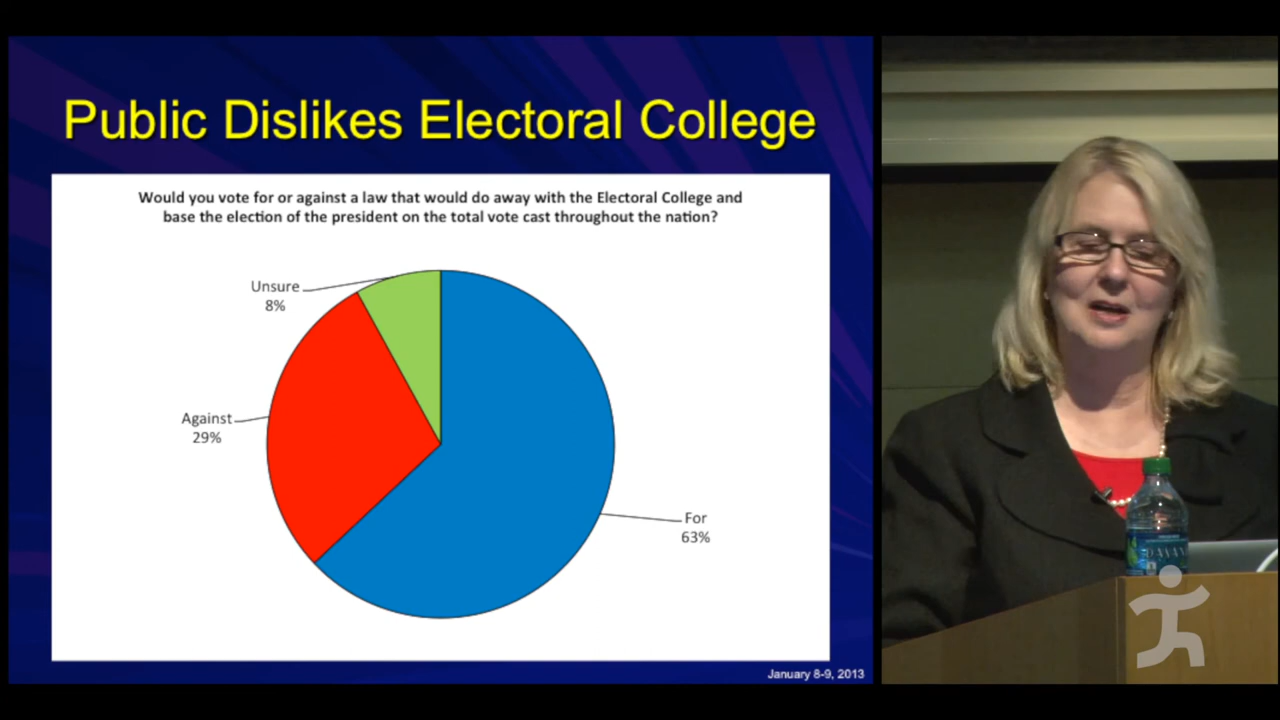 Public Dislikes Electoral College
Would you vote for or against a law that would do away with the Electoral College and
base the election of the president on the total vote cast throughout the nation?
Unsure
8%
Against
29%
For
63%
January 8-9, 2013
DASANI